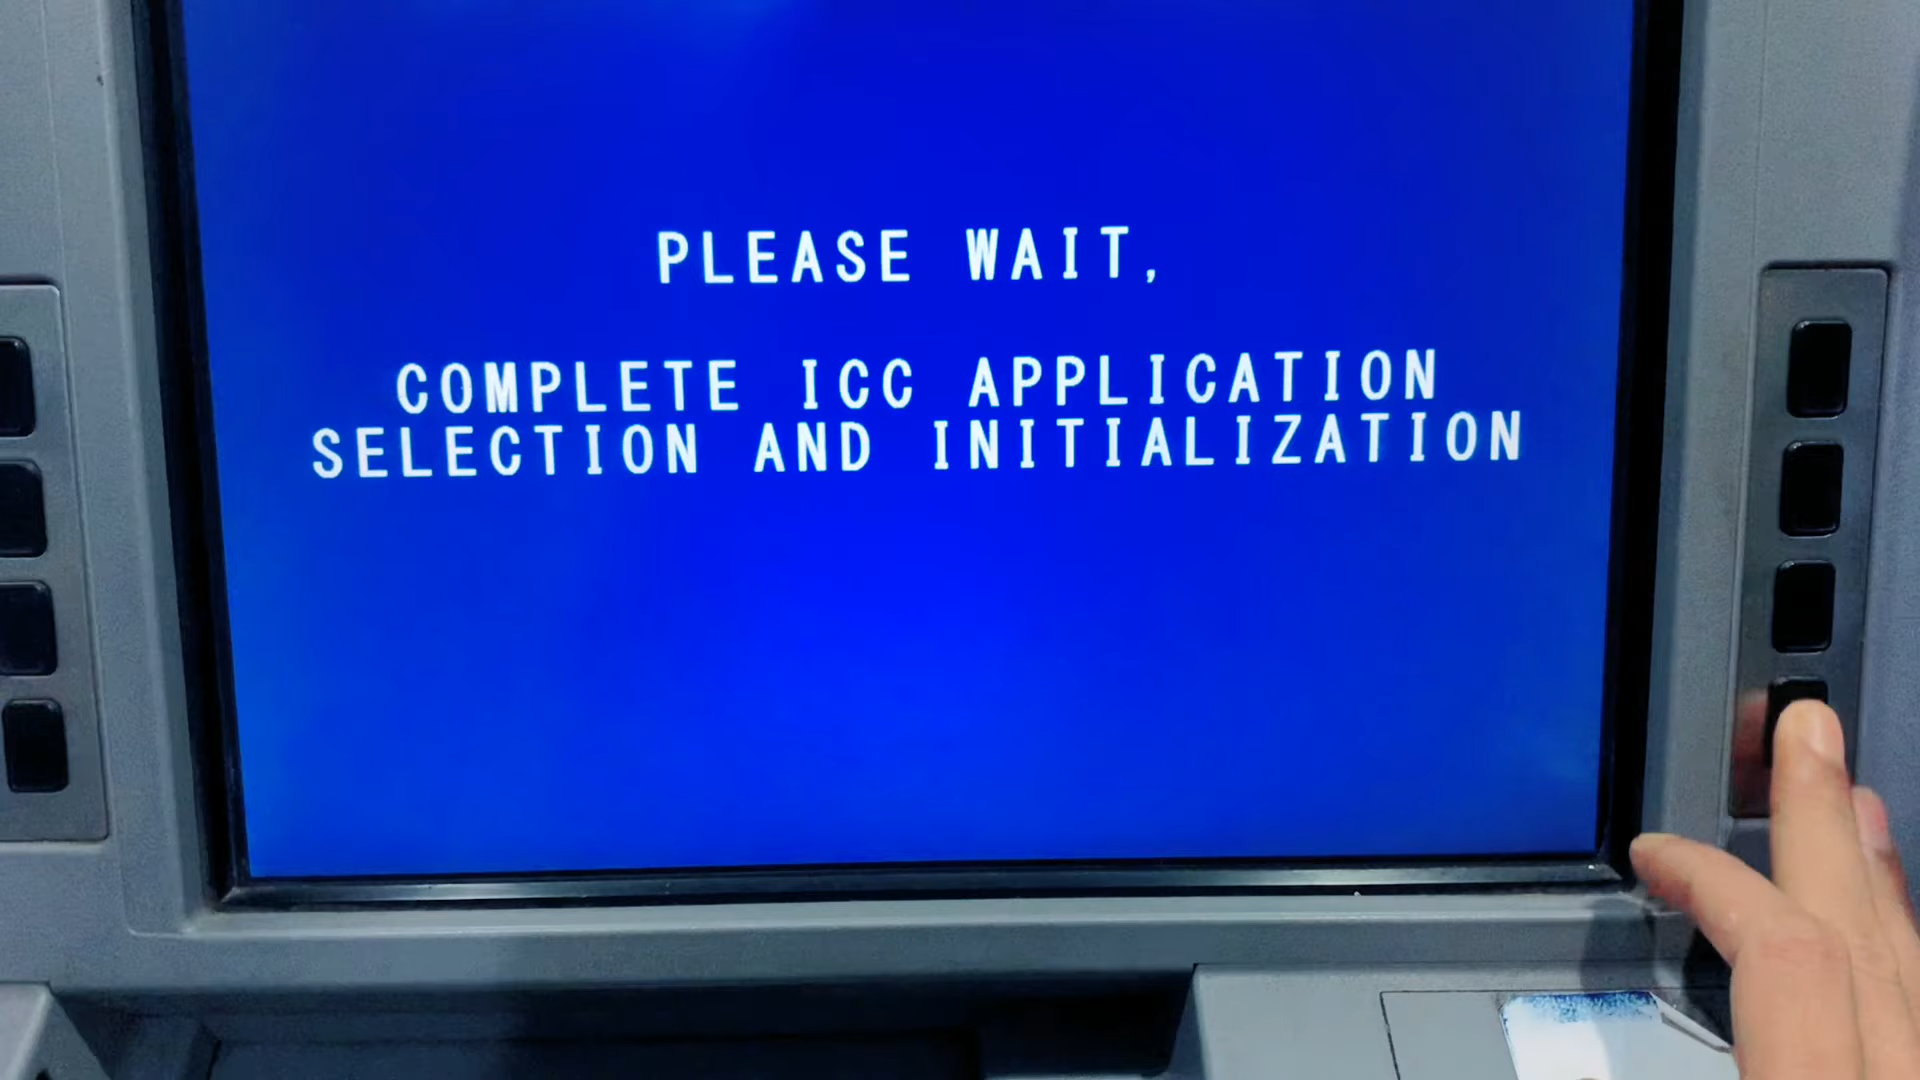 PLEASE WAIT,
COMPLETE ICC APPLICATION
SELECTION AND INITIALIZATION